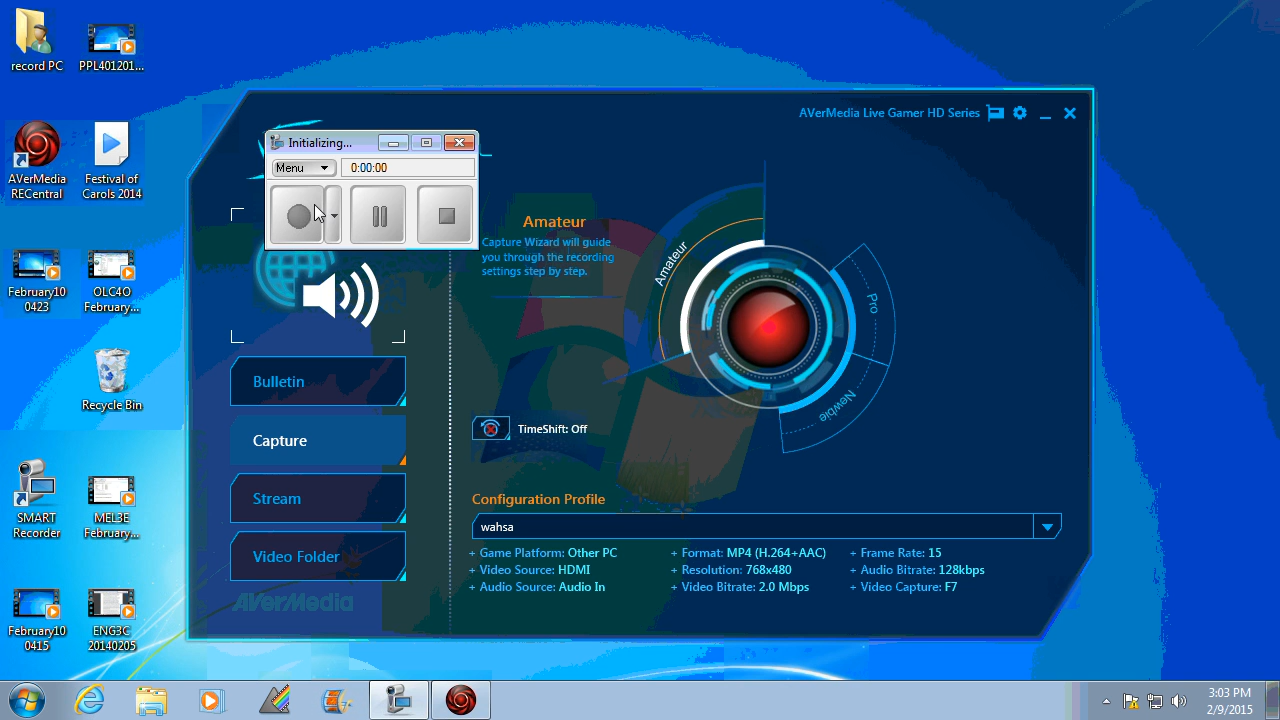 record PC
PPL401201...
AVerMedia
RECentral
Festival of
Carols 2014
February10
0423
OLC4O
February...
Recycle Bin
SMART
Recorder
MEL3E
February...
February10
0415
ENG3C
20140205
AVerMedia Live Gamer HD Series
Initializing...
Menu
0:00:00
Bulletin
Capture
Stream
Video Folder
AVerMedia
Amateur
Capture Wizard will guide
you through the recording
settings step by step.
Amateur
Pro
Newbie
TimeShift: Off
Configuration Profile
wahsa
+ Game Platform: Other PC
+ Format: MP4 (H.264+AAC)
+ Frame Rate: 15
+ Video Source: HDMI
+ Resolution: 768x480
+ Audio Bitrate: 128kbps
+ Audio Source: Audio In
+ Video Bitrate: 2.0 Mbps
+ Video Capture: F7
3:03 PM
2/9/2015